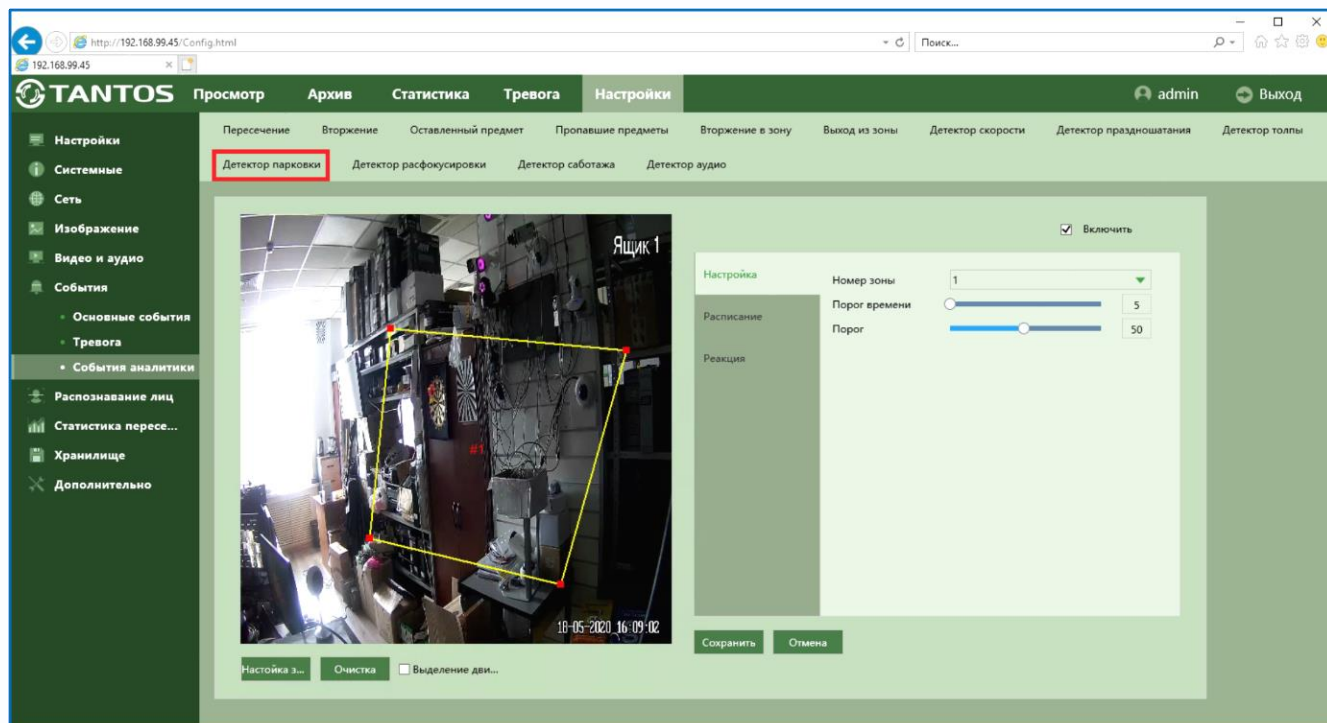 http://192.168.99.45/Config.html
Поиск...
192.168.99.45
TANTOS
Просмотр
Архив
Статистика
Тревога
Настройки
admin
Выход
Настройки
Системные
Сеть
Изображение
Видео и аудио
События
Основные события
Тревога
События аналитики
Распознавание лиц
Статистика пересе...
Хранилище
Дополнительно
Пересечение
Вторжение
Оставленный предмет
Пропавшие предметы
Вторжение в зону
Выход из зоны
Детектор скорости
Детектор праздношатания
Детектор толпы
Детектор парковки
Детектор расфокусировки
Детектор саботажа
Детектор аудио
Ящик 1
#1
18-05-2020 16:09:02
Настойка з...
Очистка
Выделение дви...
Включить
Настройка
Расписание
Реакция
Номер зоны
1
Порог времени
5
Порог
50
Сохранить
Отмена